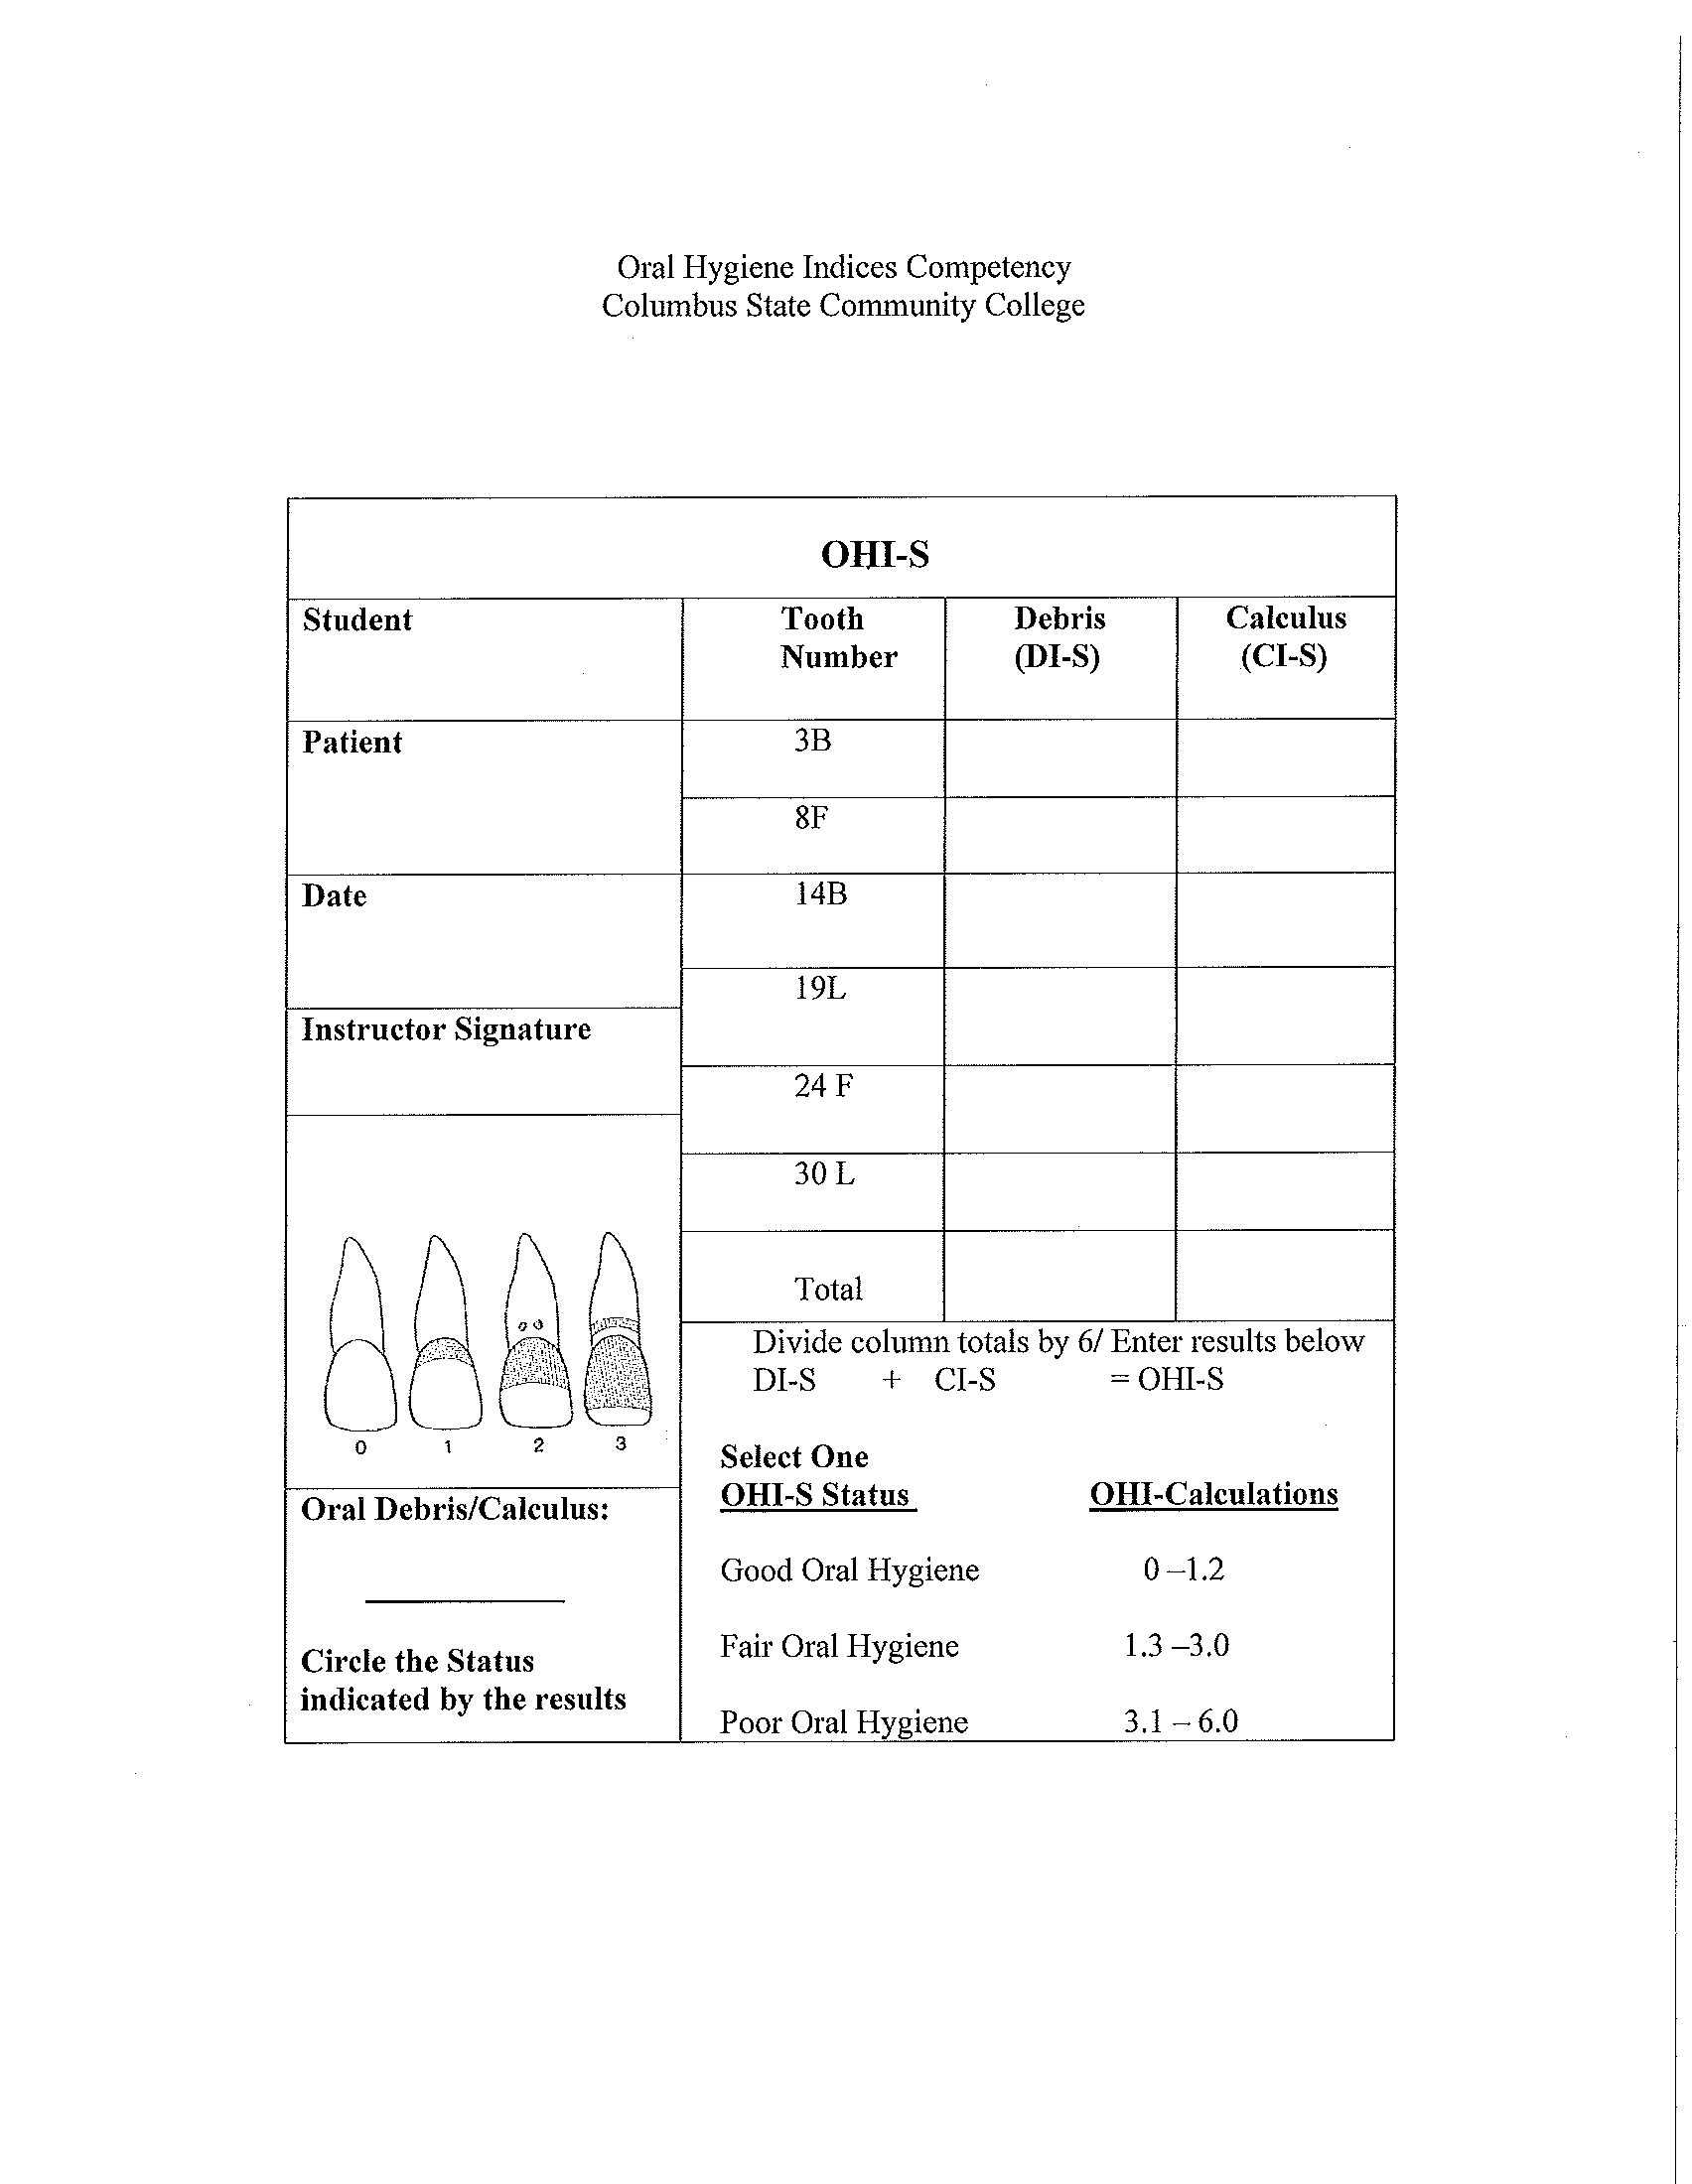 Oral Hygiene Indices Competency
Columbus State Community College
OHI-S
Student
Tooth Number
Debris (DI-S)
Calculus (CI-S)
Patient
3B
8F
Date
14B
19L
Instructor Signature
24 F
30 L
Total
0 1 2 3
Divide column totals by 6/ Enter results below
DI-S + CI-S = OHI-S
Oral Debris/Calculus:
Circle the Status
indicated by the results
Select One
OHI-S Status OHI-Calculations
Good Oral Hygiene 0 –1.2
Fair Oral Hygiene 1.3 –3.0
Poor Oral Hygiene 3.1 – 6.0